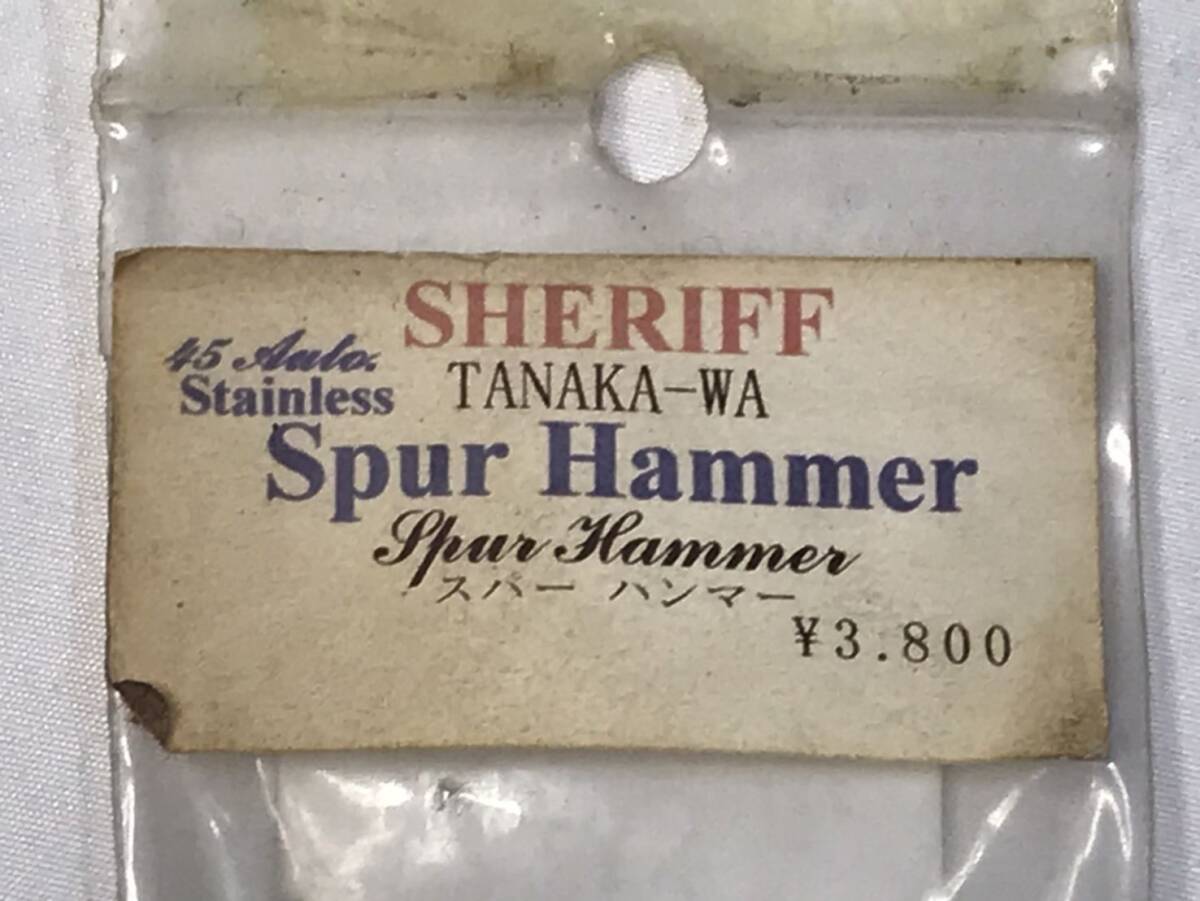 SHERIFF
45 Auto.
Stainless
TANAKA-WA
Spur Hammer
Spur Hammer
スパー ハンマー
¥3.800